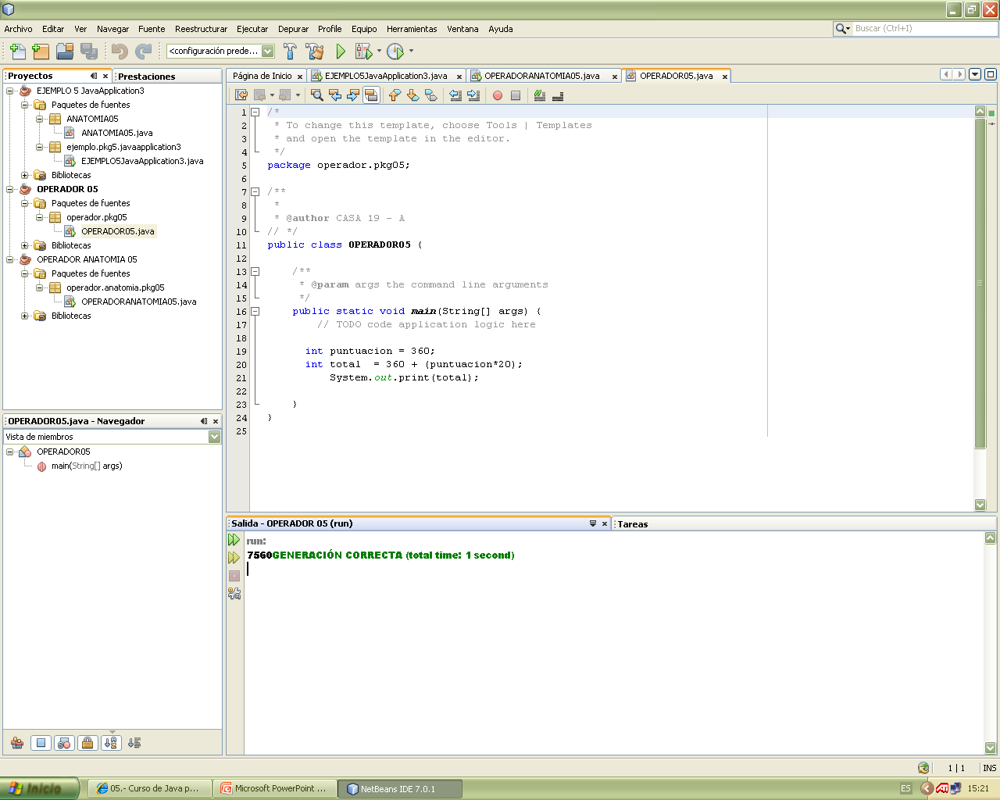 Archivo Editar Ver Navegar Fuente Reestructurar Ejecutar Depurar Profile Equipo Herramientas Ventana Ayuda
Buscar (Ctrl+I)
<configuración prede...
Proyectos
Prestaciones
EJEMPLO 5 JavaApplication3
Paquetes de fuentes
ANATOMIA05
ANATOMIA05.java
ejemplo.pkg5.javaapplication3
EJEMPLO5JavaApplication3.java
Bibliotecas
OPERADOR 05
Paquetes de fuentes
operador.pkg05
OPERADOR05.java
Bibliotecas
OPERADOR ANATOMIA 05
Paquetes de fuentes
operador.anatomia.pkg05
OPERADORANATOMIA05.java
Bibliotecas
OPERADOR05.java - Navegador
Vista de miembros
OPERADOR05
main(String[] args)
Página de Inicio
EJEMPLO5JavaApplication3.java
OPERADORANATOMIA05.java
OPERADOR05.java
1 /*
2 * To change this template, choose Tools | Templates
3 * and open the template in the editor.
4 */
5 package operador.pkg05;
6
7 /**
8 *
9 * @author CASA 19 - A
10 // */
11 public class OPERADOR05 {
12
13 /**
14 * @param args the command line arguments
15 */
16 public static void main(String[] args) {
17 // TODO code application logic here
18
19 int puntuacion = 360;
20 int total  = 360 + (puntuacion*20);
21 System.out.print(total);
22
23 }
24 }
25
Salida - OPERADOR 05 (run)
Tareas
run:
7560GENERACIÓN CORRECTA (total time: 1 second)
1 | 1 INS
Inicio
05.- Curso de Java p...
Microsoft PowerPoint ...
NetBeans IDE 7.0.1
ES
15:21